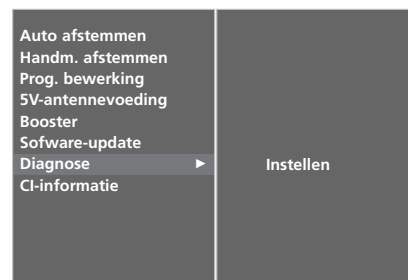 Auto afstemmen
Handm. afstemmen
Prog. bewerking
5V-antennevoeding
Booster
Sofware-update
Diagnose ► Instellen
CI-informatie